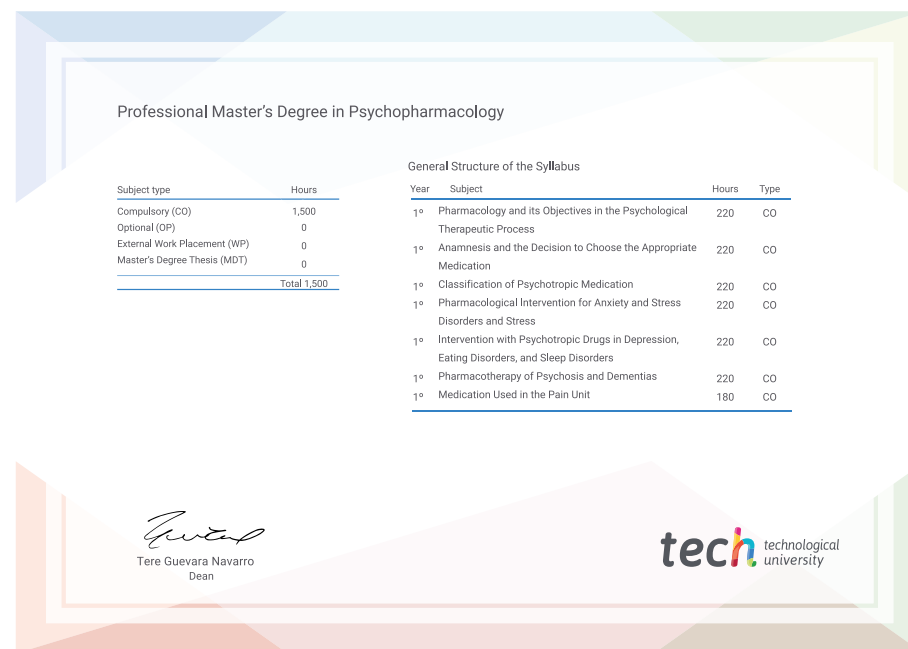 Professional Master's Degree in Psychopharmacology
General Structure of the Syllabus
Subject type Hours
Compulsory (CO) 1,500
Optional (OP) 0
External Work Placement (WP) 0
Master's Degree Thesis (MDT) 0
Total 1,500
Year Subject Hours Type
1º Pharmacology and its Objectives in the Psychological 220 CO
Therapeutic Process
1º Anamnesis and the Decision to Choose the Appropriate 220 CO
Medication
1º Classification of Psychotropic Medication 220 CO
1º Pharmacological Intervention for Anxiety and Stress 220 CO
Disorders and Stress
1º Intervention with Psychotropic Drugs in Depression, 220 CO
Eating Disorders, and Sleep Disorders
1º Pharmacotherapy of Psychosis and Dementias 220 CO
1º Medication Used in the Pain Unit 180 CO
Tere Guevara Navarro
Dean
tech technological
university